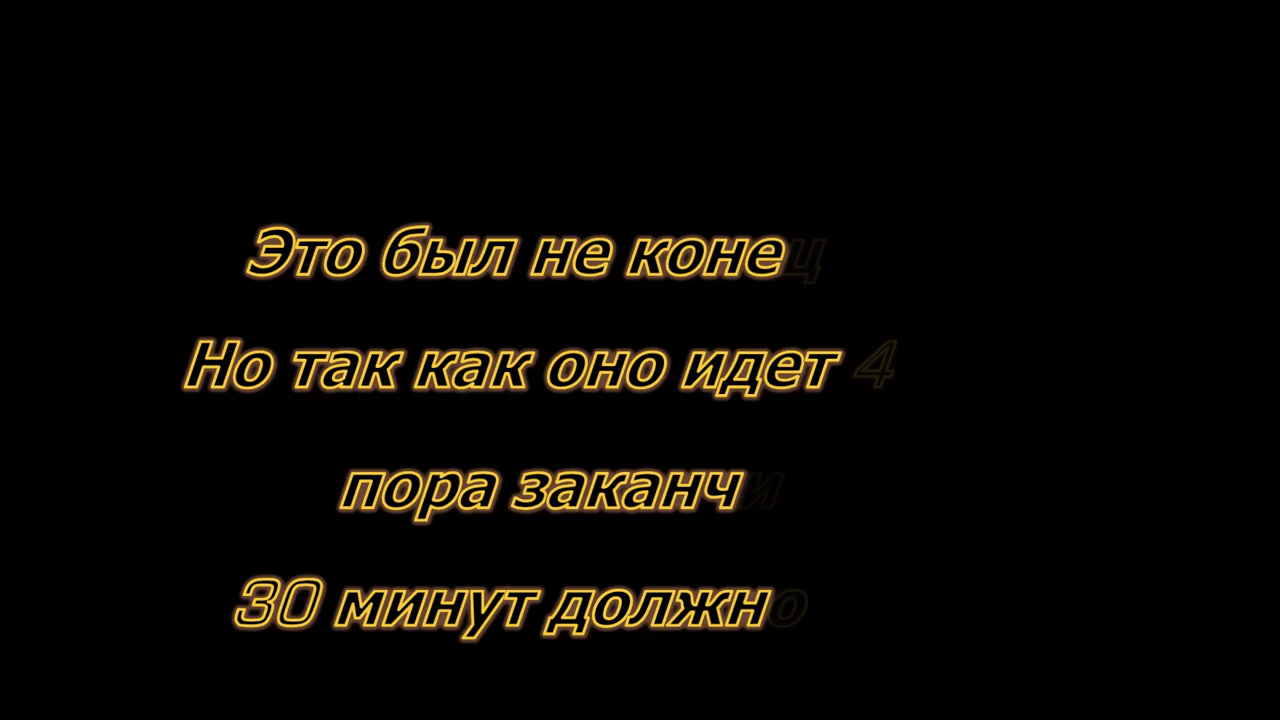 Это был не конец
Но так как оно идет 4
пора заканчи
30 минут должно